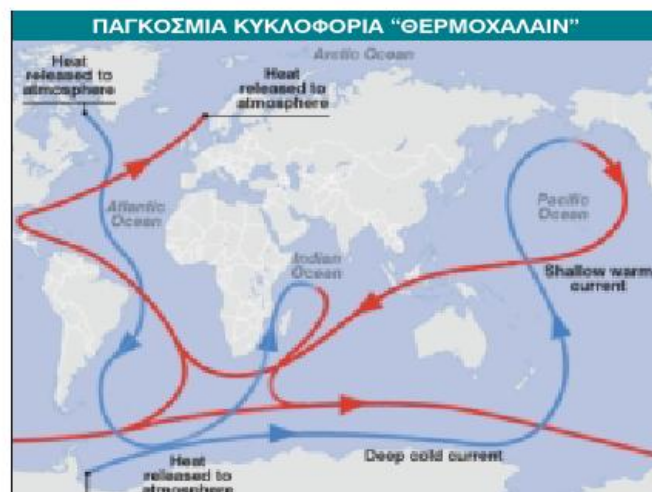 ΠΑΓΚΟΣΜΙΑ ΚΥΚΛΟΦΟΡΙΑ “ΘΕΡΜΟΧΑΛΑΙΝ”
Arctic Ocean
Heat
released to
atmosphere
Heat
released to
atmosphere
Atlantic
Ocean
Indian
Ocean
Pacific
Ocean
Shallow warm
current
Deep cold current
Heat
released to
atmosphere